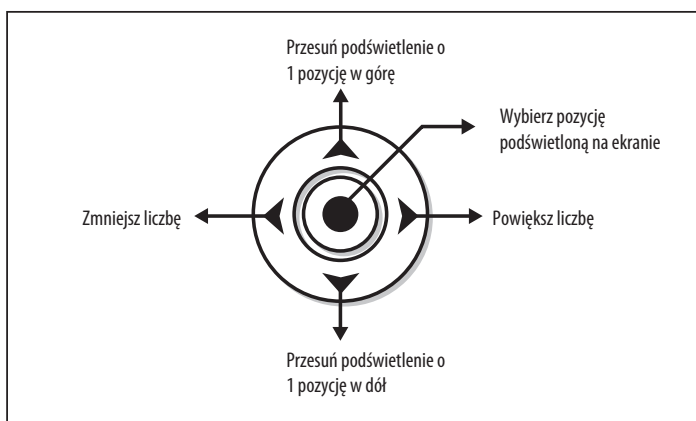 Przesuń podświetlenie o
1 pozycję w górę
Wybierz pozycję
podświetloną na ekranie
Zmniejsz liczbę
Powiększ liczbę
Przesuń podświetlenie o
1 pozycję w dół